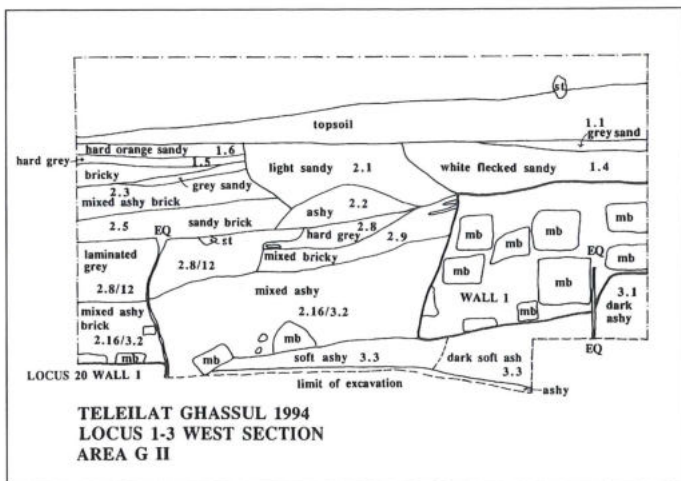 st
topsoil
1.1
grey sand
hard orange sandy 1.6
hard grey
1.5
light sandy 2.1
white flecked sandy 1.4
bricky
grey sandy
2.3
mixed ashy brick
2.2
ashy
2.5
sandy brick
EQ
st
hard grey
2.8
2.9
mb
mb
mb
mb
EQ
mb
laminated
grey
2.8/12
mixed bricky
2.8/12
mixed ashy
mb
mb
WALL 1
3.1
dark
ashy
mixed ashy
brick
2.16/3.2
2.16/3.2
mb
mb
mb
mb
soft ashy 3.3
dark soft ash
3.3
EQ
LOCUS 20 WALL 1
limit of excavation
ashy
TELEILAT GHASSUL 1994
LOCUS 1-3 WEST SECTION
AREA G II